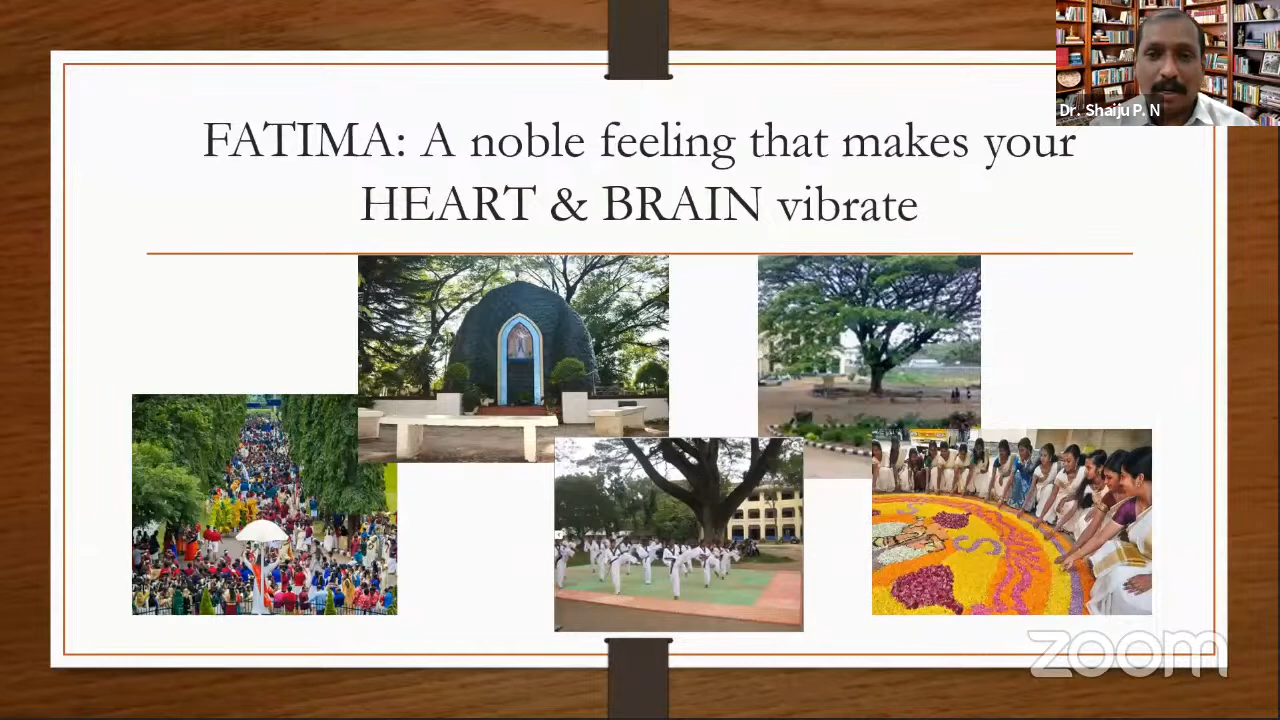 Dr. Shaiju P. N
FATIMA: A noble feeling that makes your
HEART & BRAIN vibrate
zoom